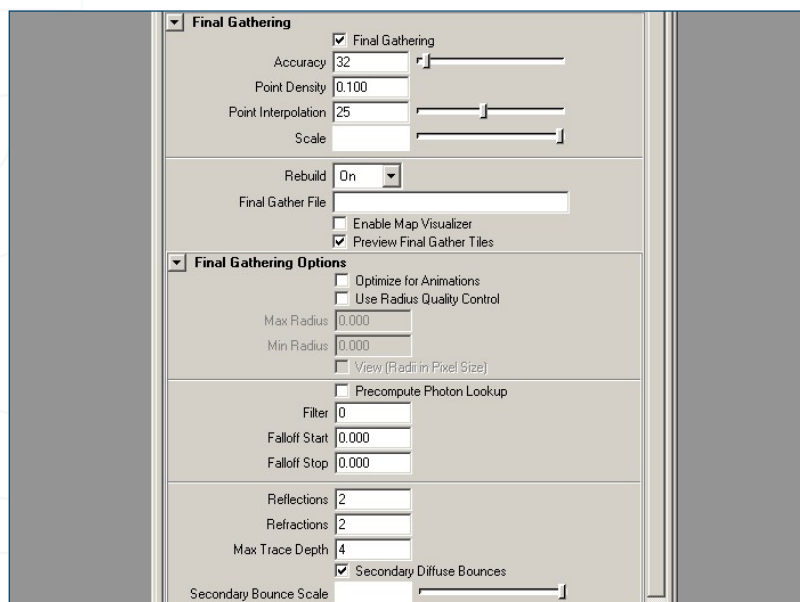 Final Gathering
Final Gathering
Accuracy 32
Point Density 0.100
Point Interpolation 25
Scale
Rebuild On
Final Gather File
Enable Map Visualizer
Preview Final Gather Tiles
Final Gathering Options
Optimize for Animations
Use Radius Quality Control
Max Radius 0.000
Min Radius 0.000
View (Radii in Pixel Size)
Precompute Photon Lookup
Filter 0
Falloff Start 0.000
Falloff Stop 0.000
Reflections 2
Refractions 2
Max Trace Depth 4
Secondary Diffuse Bounces
Secondary Bounce Scale